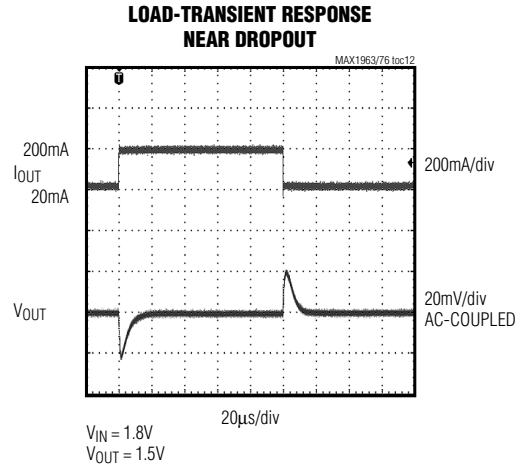 LOAD-TRANSIENT RESPONSE
NEAR DROPOUT
MAX1963/76 toc12
T
200mA
IOUT
20mA
200mA/div
VOUT
20mV/div
AC-COUPLED
20µs/div
VIN = 1.8V
VOUT = 1.5V